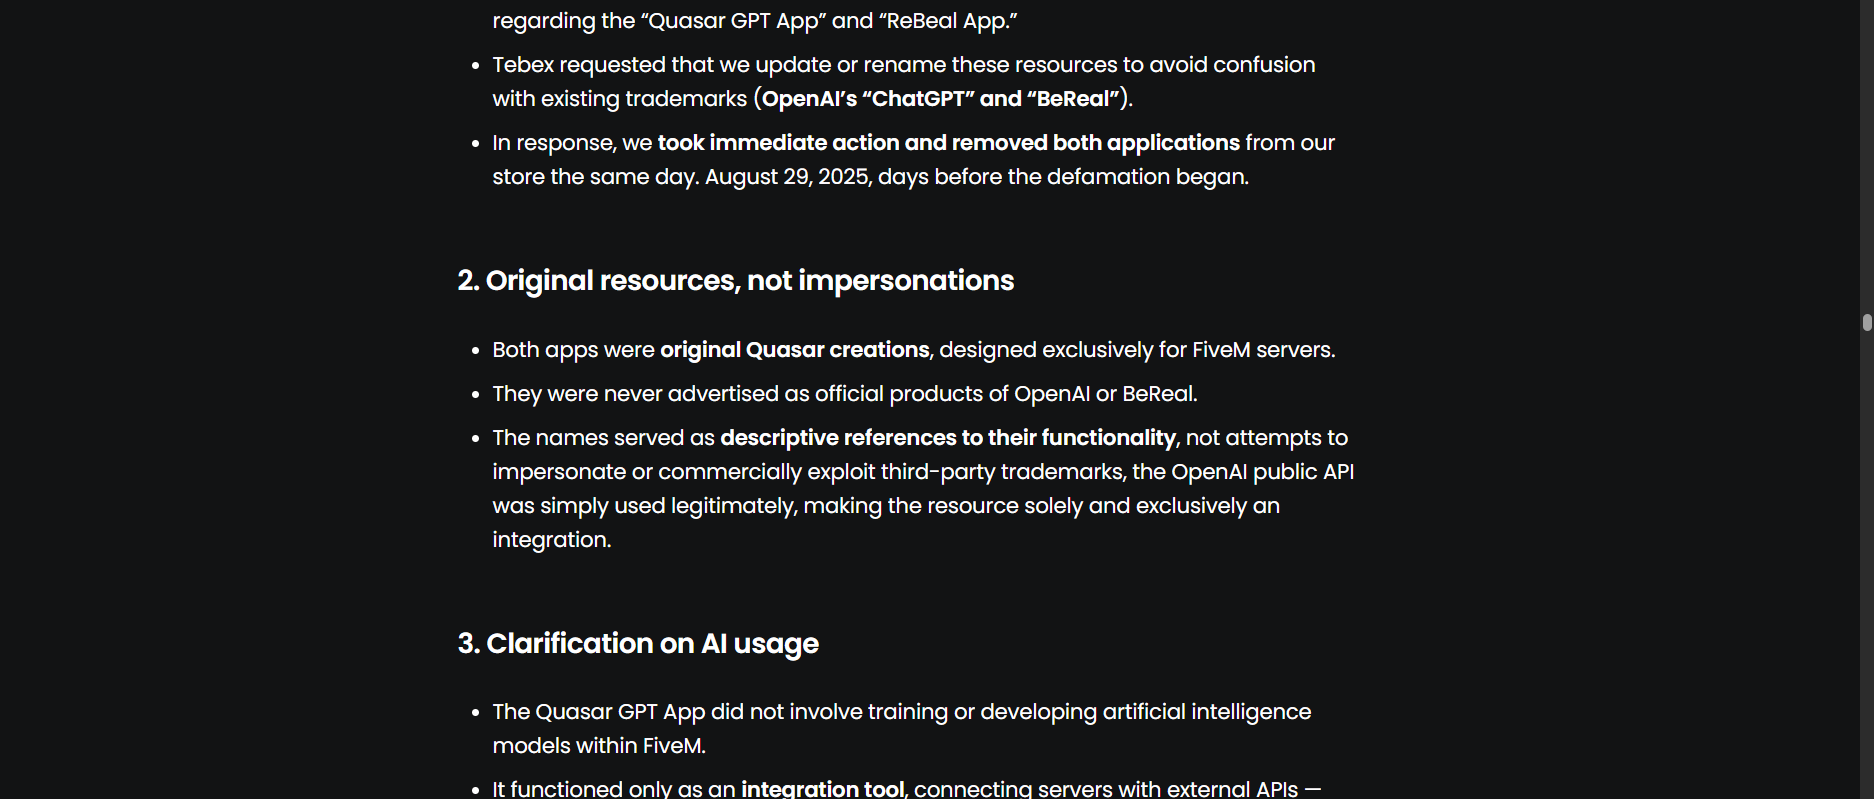 regarding the “Quasar GPT App” and “ReBeal App.”
• Tebex requested that we update or rename these resources to avoid confusion
with existing trademarks (OpenAI’s “ChatGPT” and “BeReal”).
• In response, we took immediate action and removed both applications from our
store the same day. August 29, 2025, days before the defamation began.
2. Original resources, not impersonations
• Both apps were original Quasar creations, designed exclusively for FiveM servers.
• They were never advertised as official products of OpenAI or BeReal.
• The names served as descriptive references to their functionality, not attempts to
impersonate or commercially exploit third-party trademarks, the OpenAI public API
was simply used legitimately, making the resource solely and exclusively an
integration.
3. Clarification on AI usage
• The Quasar GPT App did not involve training or developing artificial intelligence
models within FiveM.
• It functioned only as an integration tool, connecting servers with external APIs —